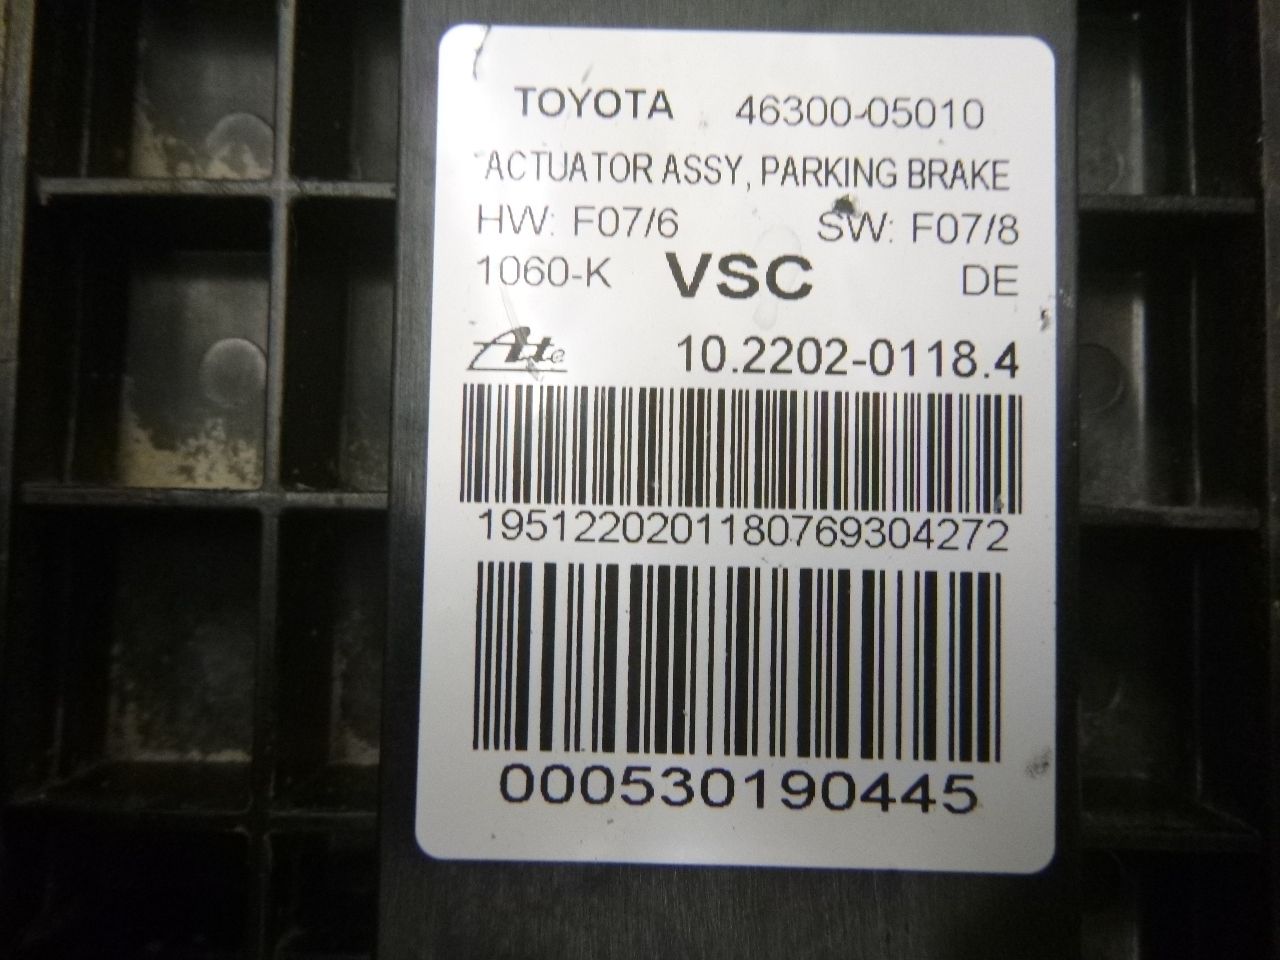 TOYOTA 46300-05010
ACTUATOR ASSY, PARKING BRAKE
HW: F07/6 SW: F07/8
1060-K VSC DE
Ate 10.2202-0118.4
1951220201180769304272
000530190445